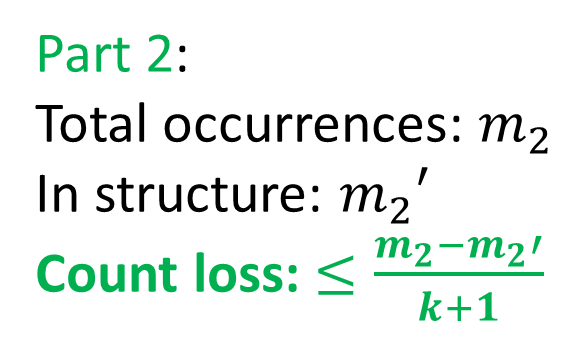 Part 2:
Total occurrences: m₂
In structure: m₂′
Count loss: ≤ (m₂−m₂′)/(k+1)